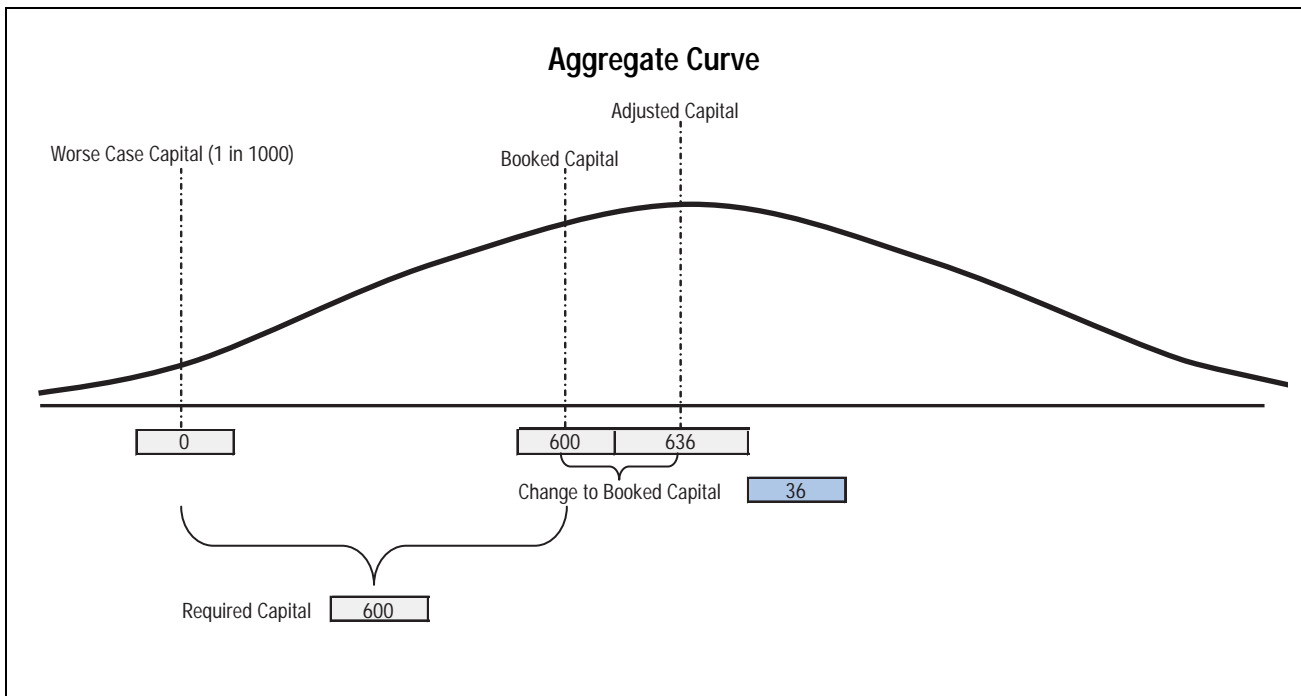 Aggregate Curve
Adjusted Capital
Worse Case Capital (1 in 1000)
Booked Capital
0
600
636
Change to Booked Capital
36
Required Capital
600